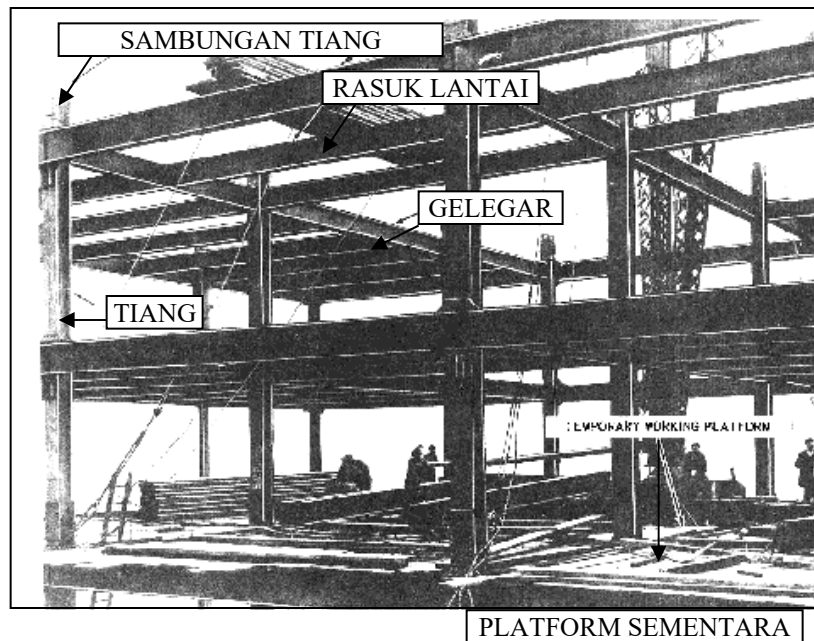 SAMBUNGAN TIANG
RASUK LANTAI
GELEGAR
TIANG
TEMPORARY WORKING PLATFORM
PLATFORM SEMENTARA